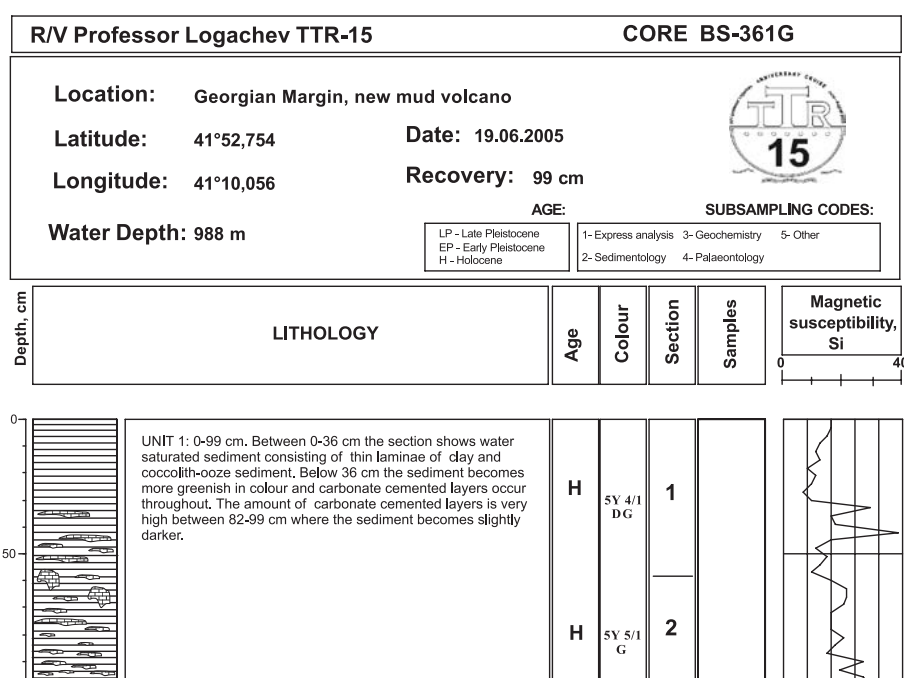 R/V Professor Logachev TTR-15
CORE BS-361G
Location: Georgian Margin, new mud volcano
Latitude: 41°52,754
Date: 19.06.2005
Longitude: 41°10,056
Recovery: 99 cm
Water Depth: 988 m
ANNIVERSARY CRUISE
TTR
15
AGE:
LP - Late Pleistocene
EP - Early Pleistocene
H - Holocene
SUBSAMPLING CODES:
1- Express analysis 3- Geochemistry 5- Other
2- Sedimentology 4- Palaeontology
Depth, cm
LITHOLOGY
Age
Colour
Section
Samples
Magnetic
susceptibility,
Si
0 40
0
UNIT 1: 0-99 cm. Between 0-36 cm the section shows water
saturated sediment consisting of thin laminae of clay and
coccolith-ooze sediment. Below 36 cm the sediment becomes
more greenish in colour and carbonate cemented layers occur
throughout. The amount of carbonate cemented layers is very
high between 82-99 cm where the sediment becomes slightly
darker.
H
5Y 4/1
DG
1
50
H
5Y 5/1
G
2